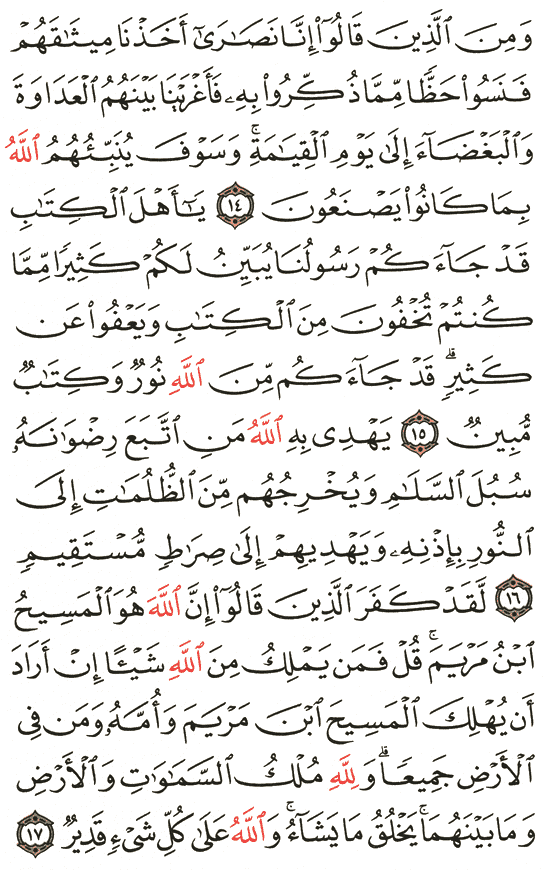 وَمِنَ ٱلَّذِينَ قَالُوٓا۟ إِنَّا نَصَٰرَىٰٓ أَخَذْنَا مِيثَٰقَهُمْ
فَنَسُوا۟ حَظًّا مِّمَّا ذُكِّرُوا۟ بِهِۦ فَأَغْرَيْنَا بَيْنَهُمُ ٱلْعَدَاوَةَ
وَٱلْبَغْضَآءَ إِلَىٰ يَوْمِ ٱلْقِيَٰمَةِ ۚ وَسَوْفَ يُنَبِّئُهُمُ ٱللَّهُ
بِمَا كَانُوا۟ يَصْنَعُونَ ١٤ يَٰٓأَهْلَ ٱلْكِتَٰبِ
قَدْ جَآءَكُمْ رَسُولُنَا يُبَيِّنُ لَكُمْ كَثِيرًا مِّمَّا
كُنتُمْ تُخْفُونَ مِنَ ٱلْكِتَٰبِ وَيَعْفُوا۟ عَن
كَثِيرٍ ۚ قَدْ جَآءَكُم مِّنَ ٱللَّهِ نُورٌ وَكِتَٰبٌ
مُّبِينٌ ١٥ يَهْدِى بِهِ ٱللَّهُ مَنِ ٱتَّبَعَ رِضْوَٰنَهُۥ
سُبُلَ ٱلسَّلَٰمِ وَيُخْرِجُهُم مِّنَ ٱلظُّلُمَٰتِ إِلَى
ٱلنُّورِ بِإِذْنِهِۦ وَيَهْدِيهِمْ إِلَىٰ صِرَٰطٍ مُّسْتَقِيمٍ
١٦ لَّقَدْ كَفَرَ ٱلَّذِينَ قَالُوٓا۟ إِنَّ ٱللَّهَ هُوَ ٱلْمَسِيحُ
ٱبْنُ مَرْيَمَ ۚ قُلْ فَمَن يَمْلِكُ مِنَ ٱللَّهِ شَيْـًٔا إِنْ أَرَادَ
أَن يُهْلِكَ ٱلْمَسِيحَ ٱبْنَ مَرْيَمَ وَأُمَّهُۥ وَمَن فِى
ٱلْأَرْضِ جَمِيعًا ۗ وَلِلَّهِ مُلْكُ ٱلسَّمَٰوَٰتِ وَٱلْأَرْضِ
وَمَا بَيْنَهُمَا ۚ يَخْلُقُ مَا يَشَآءُ ۚ وَٱللَّهُ عَلَىٰ كُلِّ شَىْءٍ قَدِيرٌ ١٧